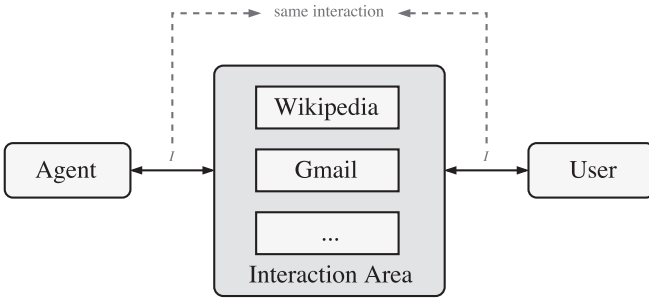 same interaction
Wikipedia
Agent
I
Gmail
I
User
...
Interaction Area